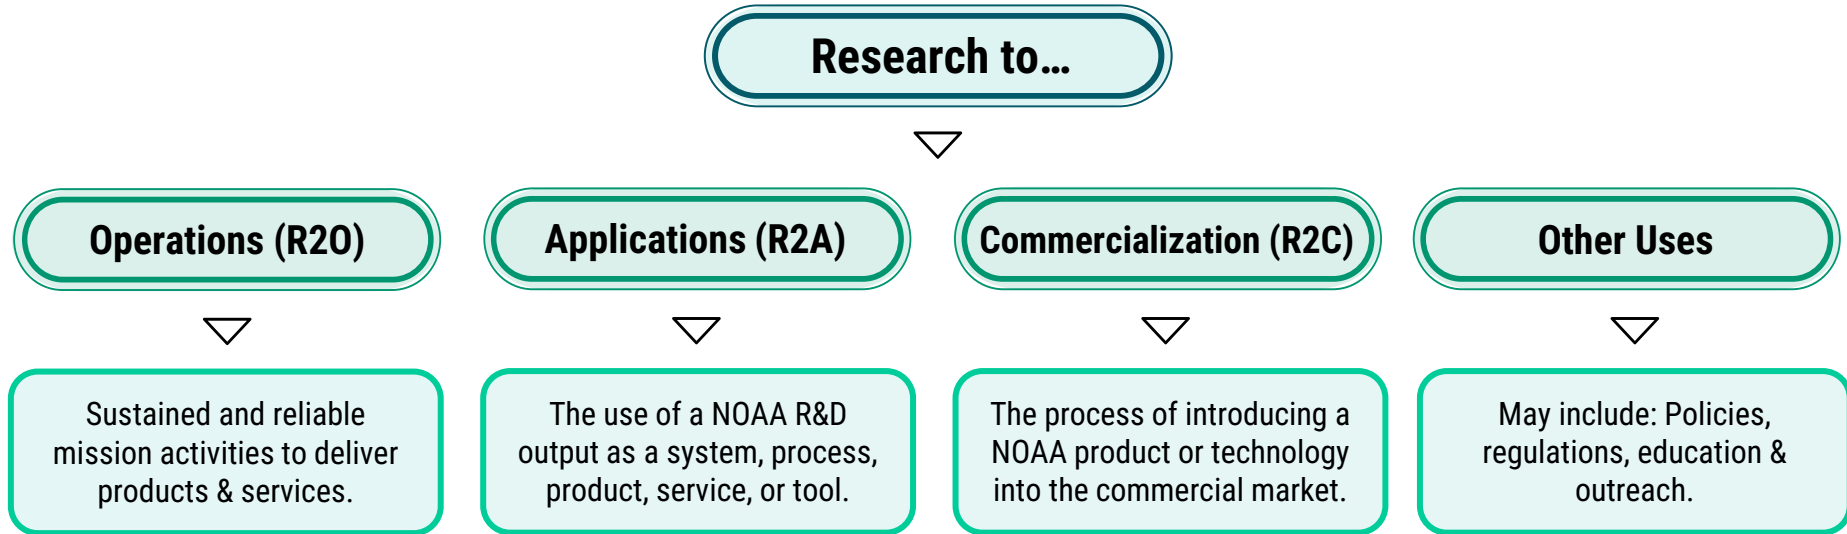 Research to…
Operations (R2O)
Applications (R2A)
Commercialization (R2C)
Other Uses
Sustained and reliable
mission activities to deliver
products & services.
The use of a NOAA R&D
output as a system, process,
product, service, or tool.
The process of introducing a
NOAA product or technology
into the commercial market.
May include: Policies,
regulations, education &
outreach.